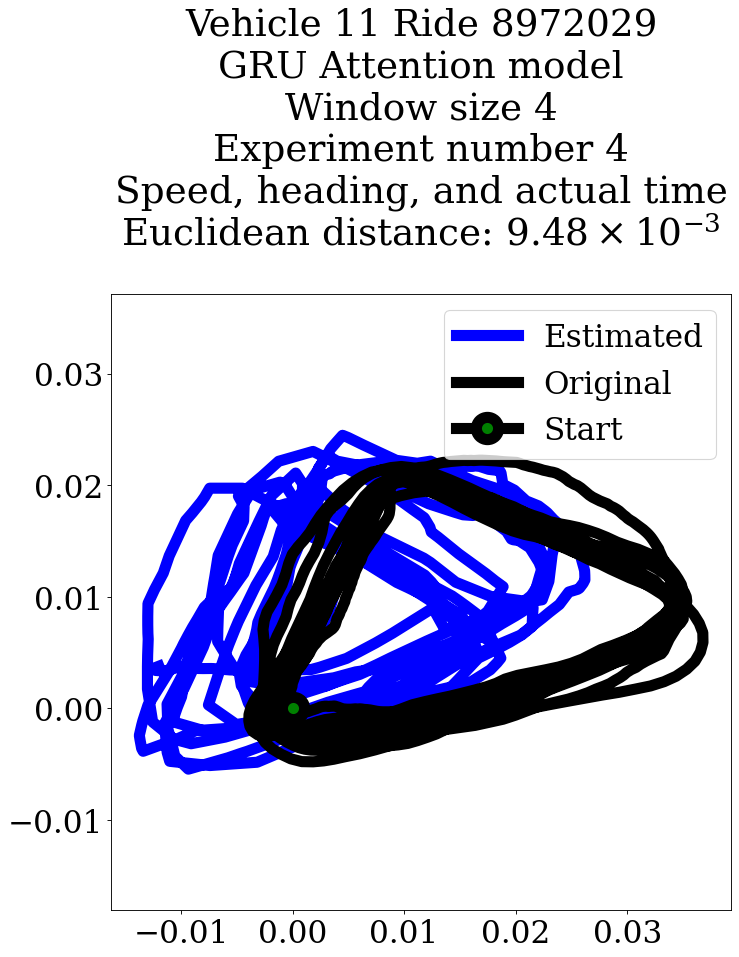 Vehicle 11 Ride 8972029
GRU Attention model
Window size 4
Experiment number 4
Speed, heading, and actual time
Euclidean distance: 9.48 × 10⁻³
Estimated
Original
Start
0.03
0.02
0.01
0.00
−0.01
−0.01 0.00 0.01 0.02 0.03